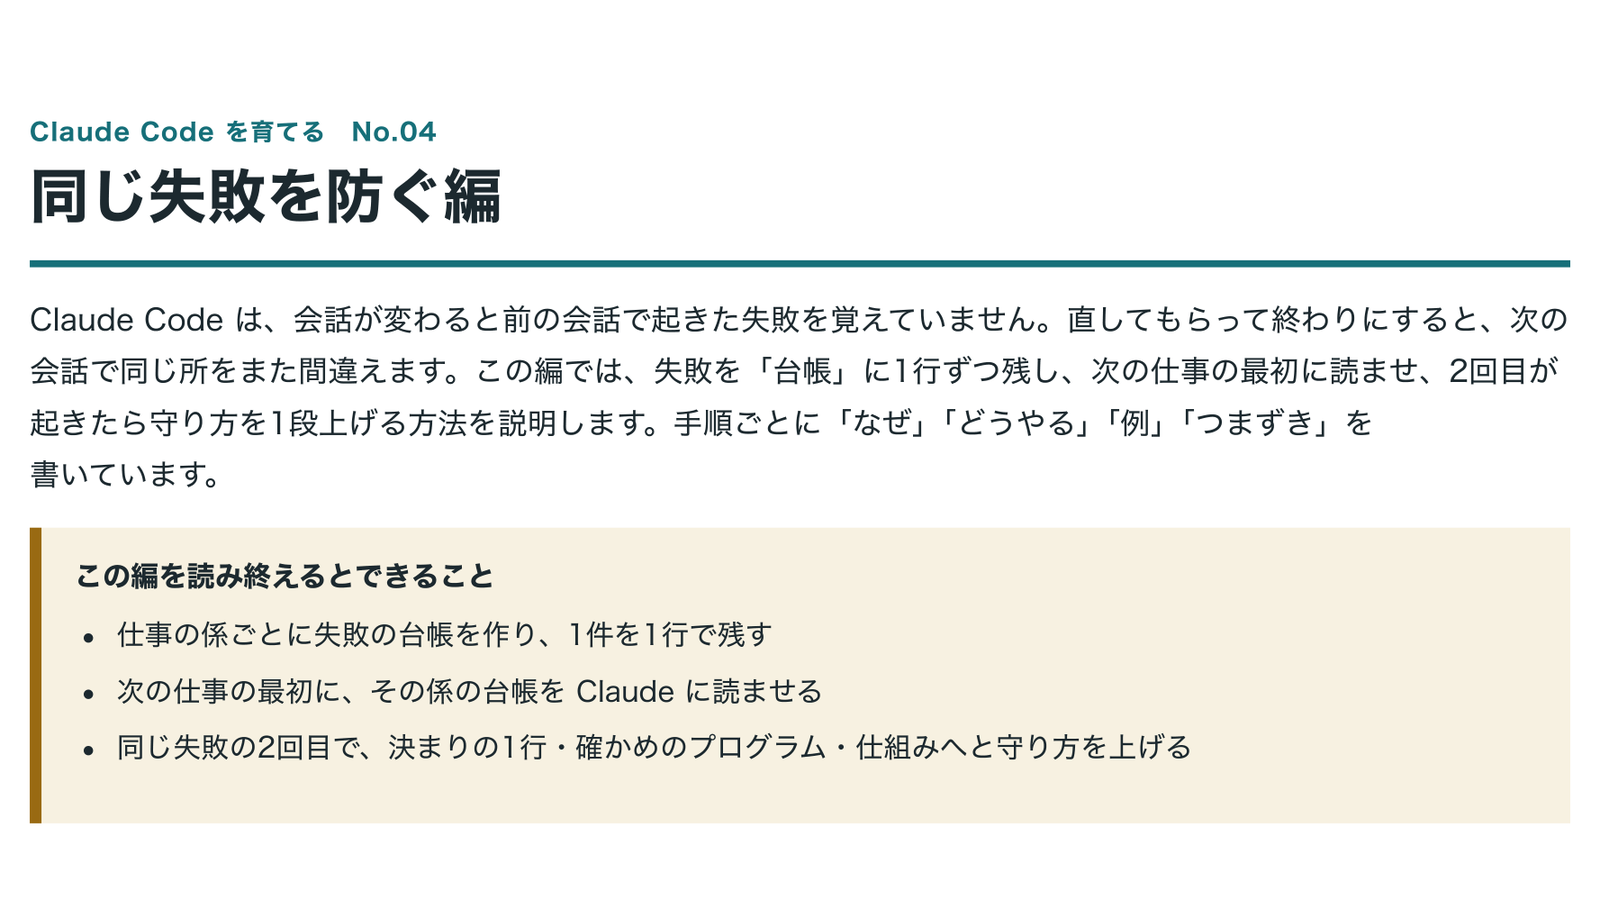 Claude Code を育てる　No.04
同じ失敗を防ぐ編
Claude Code は、会話が変わると前の会話で起きた失敗を覚えていません。直してもらって終わりにすると、次の
会話で同じ所をまた間違えます。この編では、失敗を「台帳」に1行ずつ残し、次の仕事の最初に読ませ、2回目が
起きたら守り方を1段上げる方法を説明します。手順ごとに「なぜ」「どうやる」「例」「つまずき」を
書いています。
この編を読み終えるとできること
• 仕事の係ごとに失敗の台帳を作り、1件を1行で残す
• 次の仕事の最初に、その係の台帳を Claude に読ませる
• 同じ失敗の2回目で、決まりの1行・確かめのプログラム・仕組みへと守り方を上げる